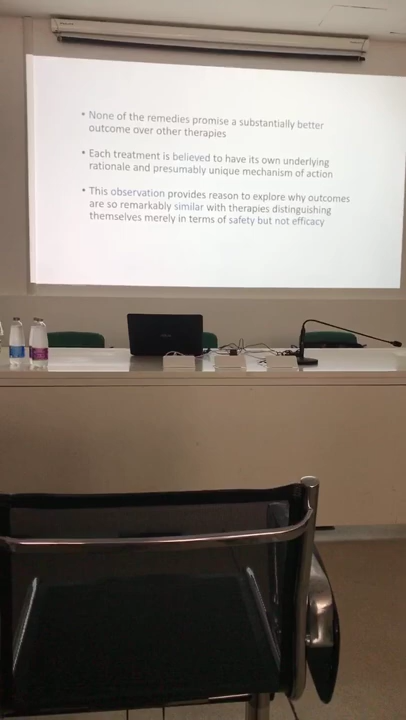 • None of the remedies promise a substantially better
outcome over other therapies
• Each treatment is believed to have its own underlying
rationale and presumably unique mechanism of action
• This observation provides reason to explore why outcomes
are so remarkably similar with therapies distinguishing
themselves merely in terms of safety but not efficacy